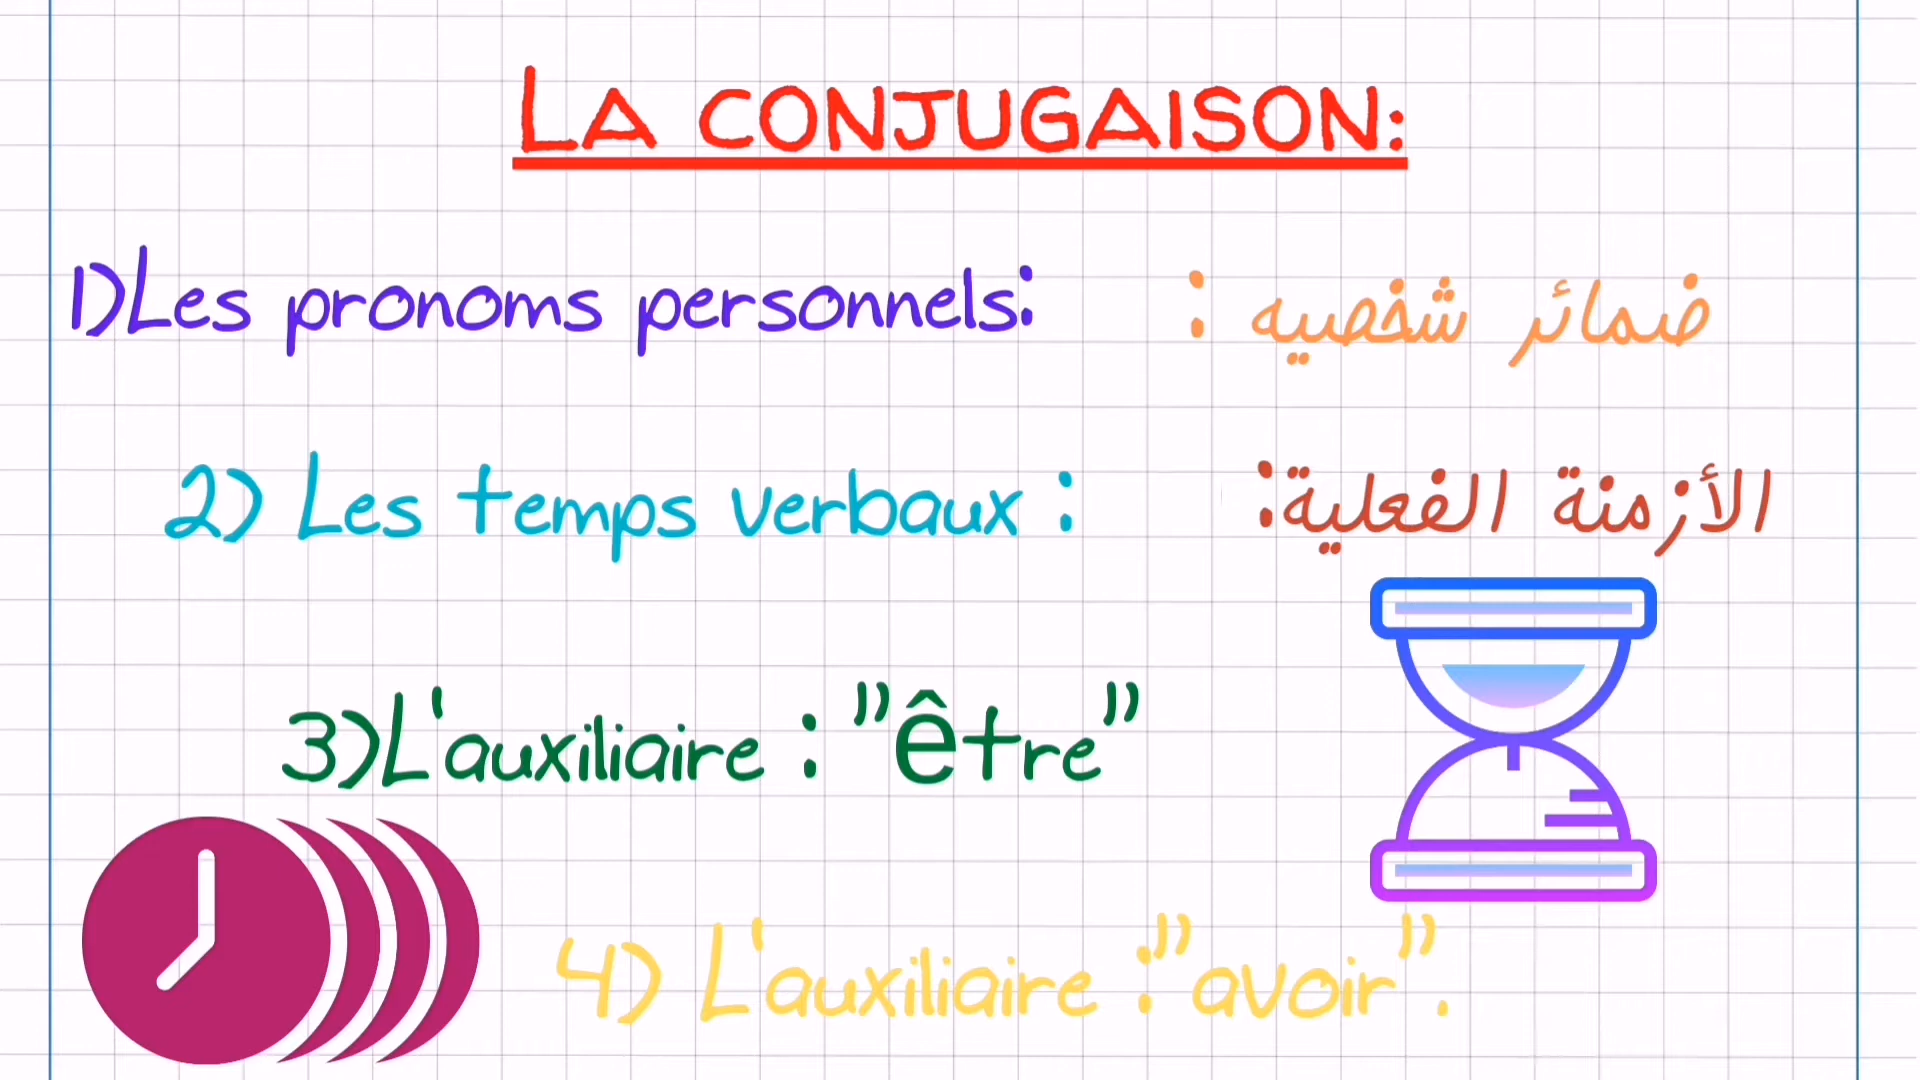 LA CONJUGAISON:
1)Les pronoms personnels: ضمائر شخصيه :
2) Les temps verbaux : الأزمنة الفعلية:
3)L'auxiliaire : "être"
4) L'auxiliaire :"avoir".